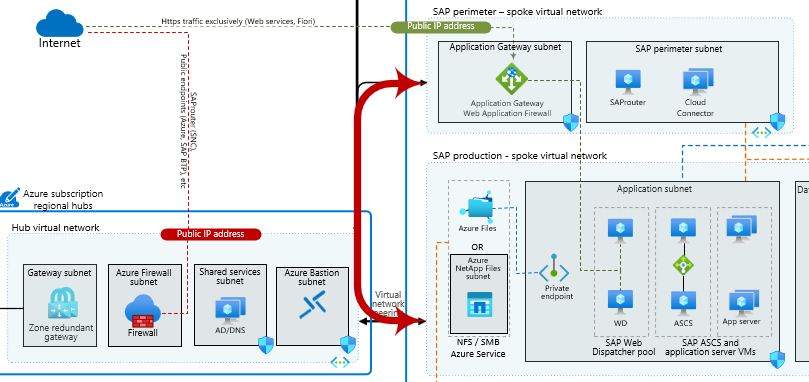 Internet
Https traffic exclusively (Web services, Fiori)
Public IP address
SAProuter (SNC)
Public endpoints (Azure, SAP BTP), etc
SAP perimeter – spoke virtual network
Application Gateway subnet
Application Gateway
Web Application Firewall
SAP perimeter subnet
SAProuter
Cloud
Connector
SAP production - spoke virtual network
Azure Files
OR
Azure
NetApp Files
subnet
NFS / SMB
Azure Service
Application subnet
Private
endpoint
WD
SAP Web
Dispatcher pool
ASCS
App server
SAP ASCS and
application server VMs
Da
Azure
Azure subscription
regional hubs
Hub virtual network
Public IP address
Gateway subnet
Zone redundant
gateway
Azure Firewall
subnet
Firewall
Shared services
subnet
AD/DNS
Azure Bastion
subnet
Virtual
network